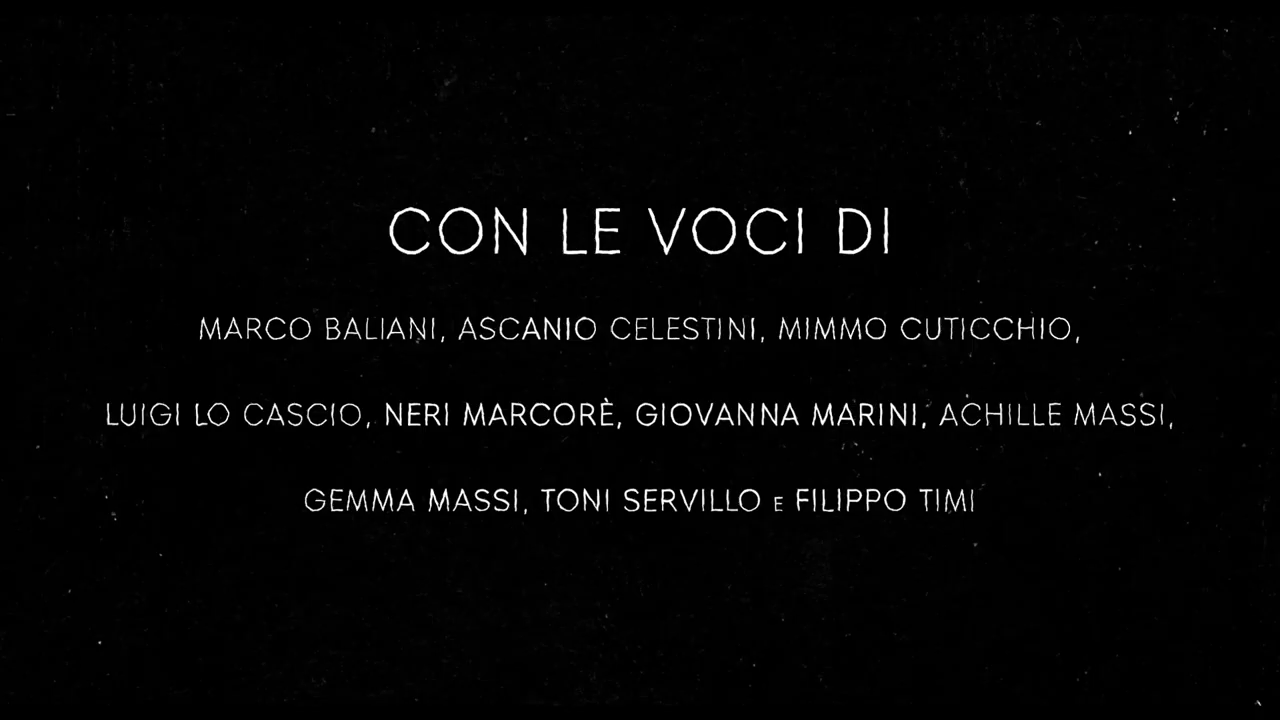 CON LE VOCI DI
MARCO BALIANI, ASCANIO CELESTINI, MIMMO CUTICCHIO,
LUIGI LO CASCIO, NERI MARCORÈ, GIOVANNA MARINI, ACHILLE MASSI,
GEMMA MASSI, TONI SERVILLO E FILIPPO TIMI